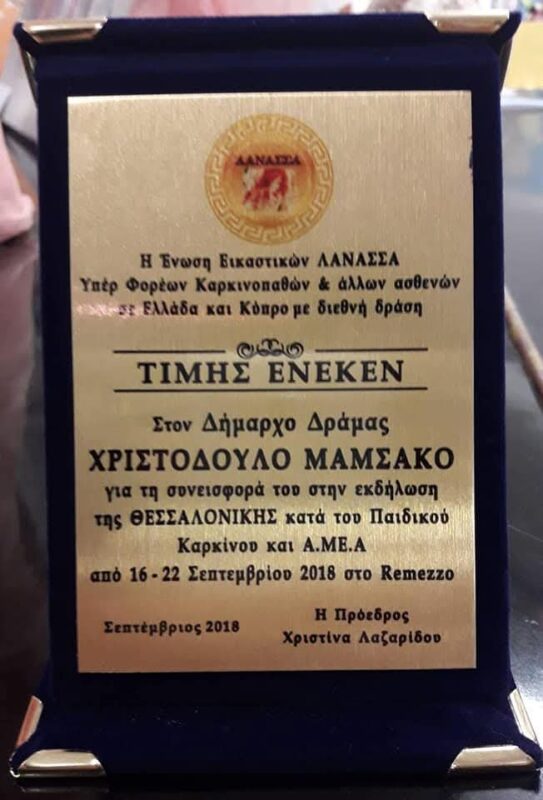 ΛΑΝΑΣΣΑ
Η Ένωση Εικαστικών ΛΑΝΑΣΣΑ
Υπέρ Φορέων Καρκινοπαθών & άλλων ασθενών
σε Ελλάδα και Κύπρο με διεθνή δράση
ΤΙΜΗΣ ΕΝΕΚΕΝ
Στον Δήμαρχο Δράμας
ΧΡΙΣΤΟΔΟΥΛΟ ΜΑΜΣΑΚΟ
για τη συνεισφορά του στην εκδήλωση
της ΘΕΣΣΑΛΟΝΙΚΗΣ κατά του Παιδικού
Καρκίνου και Α.ΜΕ.Α
από 16 - 22 Σεπτεμβρίου 2018 στο Remezzo
Σεπτέμβριος 2018
Η Πρόεδρος
Χριστίνα Λαζαρίδου